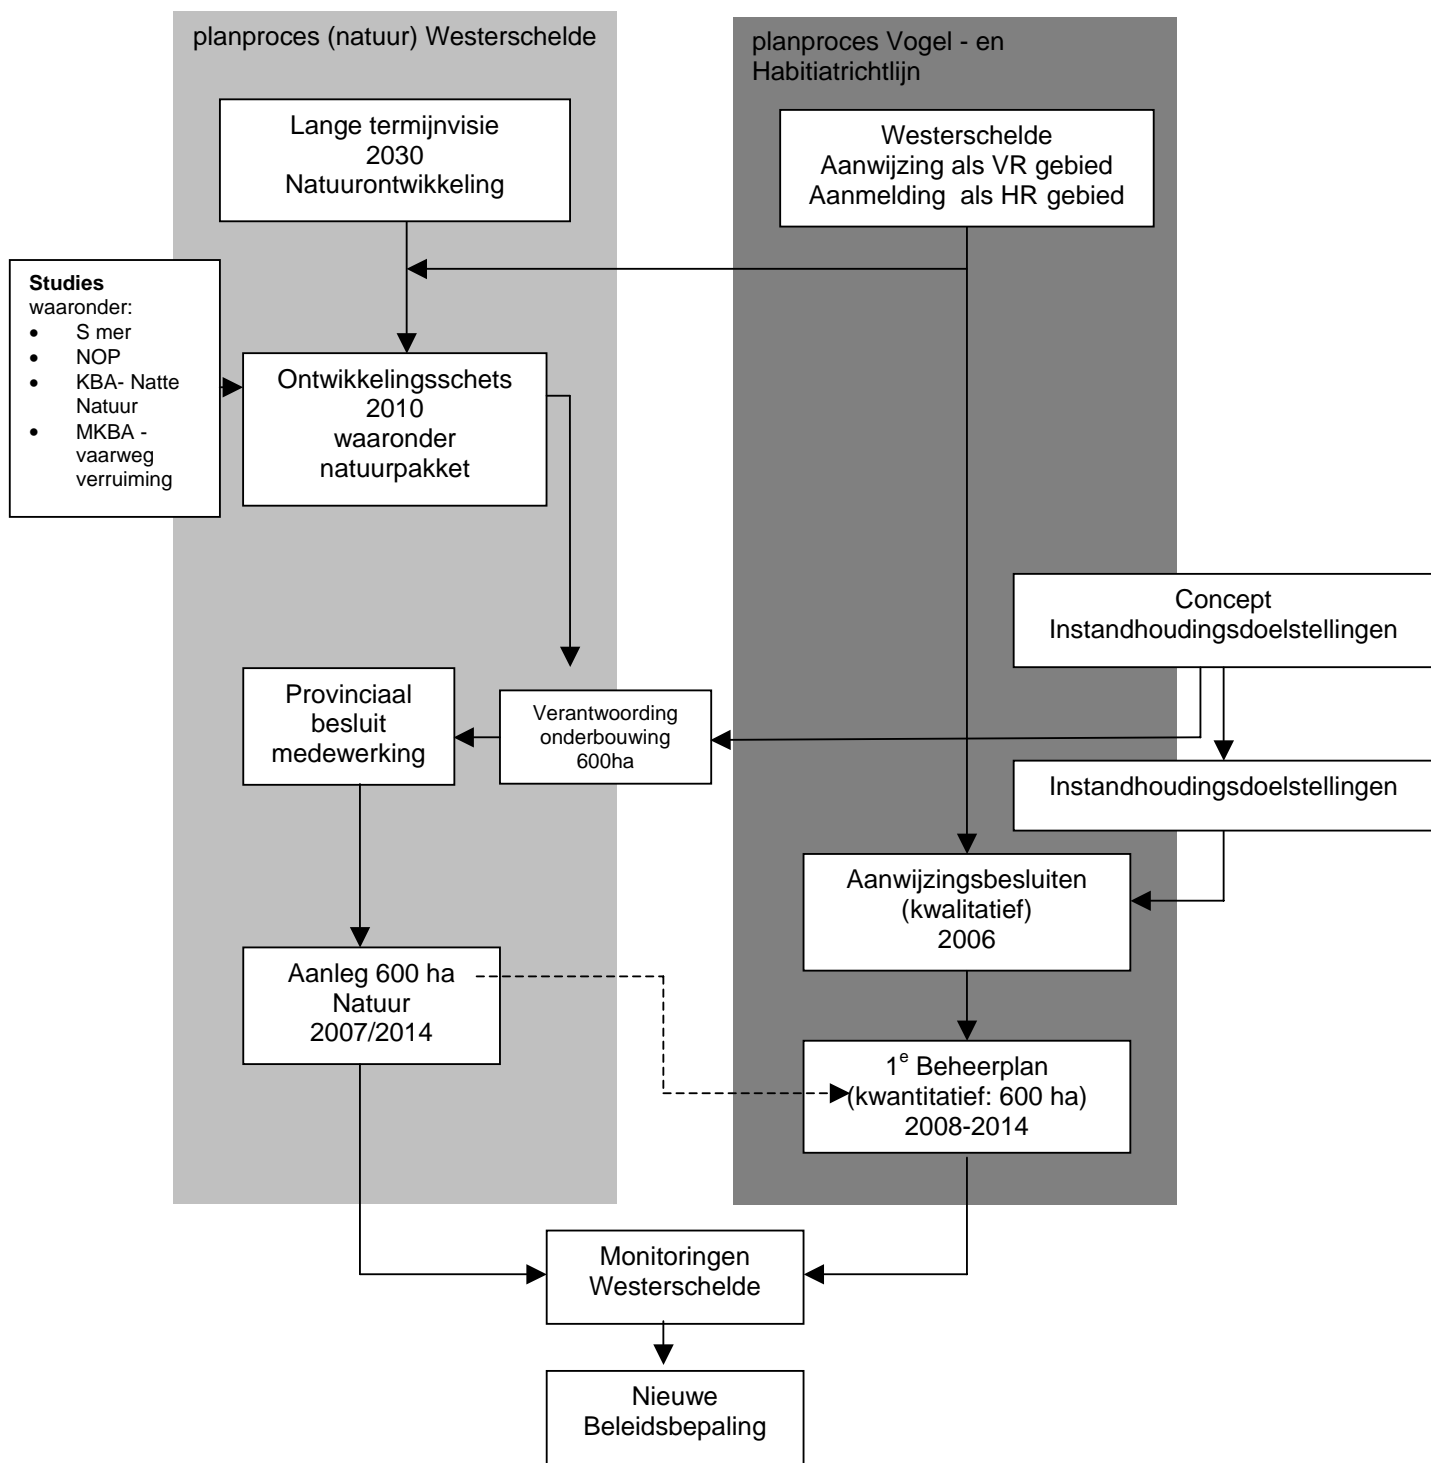 planproces (natuur) Westerschelde
planproces Vogel - en
Habitiatrichtlijn
Lange termijnvisie
2030
Natuurontwikkeling
Westerschelde
Aanwijzing als VR gebied
Aanmelding als HR gebied
Studies
waaronder:
• S mer
• NOP
• KBA- Natte
Natuur
• MKBA -
vaarweg
verruiming
Ontwikkelingsschets
2010
waaronder
natuurpakket
Concept
Instandhoudingsdoelstellingen
Provinciaal
besluit
medewerking
Verantwoording
onderbouwing
600ha
Instandhoudingsdoelstellingen
Aanwijzingsbesluiten
(kwalitatief)
2006
Aanleg 600 ha
Natuur
2007/2014
1e Beheerplan
(kwantitatief: 600 ha)
2008-2014
Monitoringen
Westerschelde
Nieuwe
Beleidsbepaling